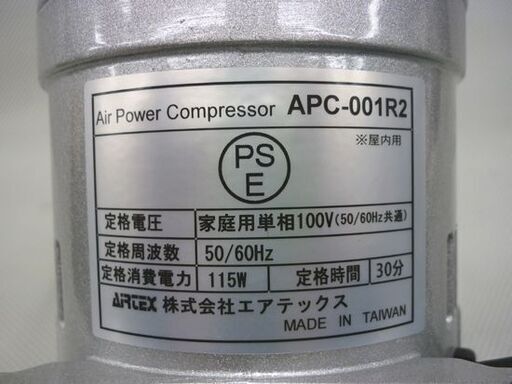 Air Power Compressor APC-001R2
※屋内用
PS
E
定格電圧 家庭用単相100V(50/60Hz共通)
定格周波数 50/60Hz
定格消費電力 115W 定格時間 30分
AIRTEX 株式会社エアテックス
MADE IN TAIWAN